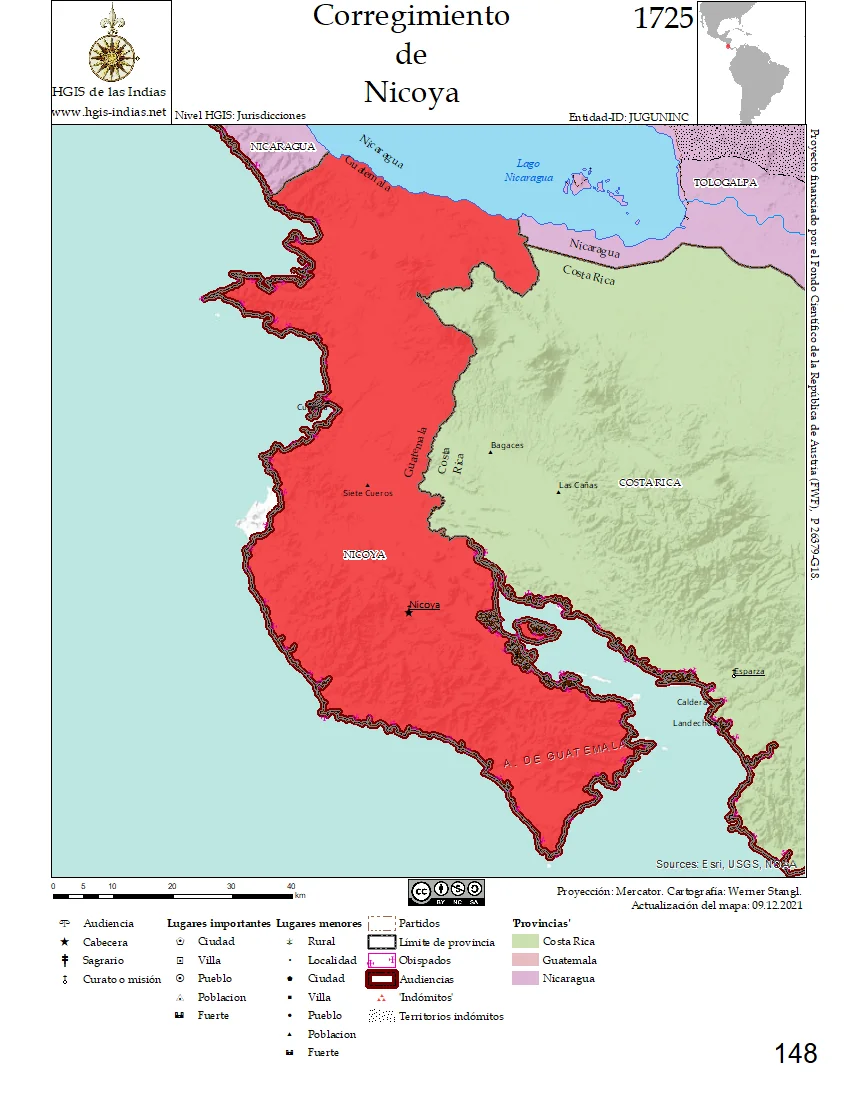 Corregimiento
de
Nicoya
1725
HGIS de las Indias
www.hgis-indias.net
Nivel HGIS: Jurisdicciones
Entidad-ID: JUGUNINC
Proyecto financiado por el Fondo Científico de la República de Austria (FWF), P 26379-G18.
NICARAGUA
Nicaragua
Guatemala
Lago
Nicaragua
TOLOGALPA
Nicaragua
Costa Rica
Guatemala
Costa
Rica
Bagaces
Siete Cueros
Las Cañas
COSTA RICA
NICOYA
Nicoya
Esparza
Caldera
A. DE GUATEMALA
Sources: Esri, USGS, NOAA
0 5 10 20 30 40
km
CC BY NC SA
Proyección: Mercator. Cartografía: Werner Stangl.
Actualización del mapa: 09.12.2021
Audiencia
Cabecera
Sagrario
Curato o misión
Lugares importantes
Ciudad
Villa
Pueblo
Poblacion
Fuerte
Lugares menores
Rural
Localidad
Ciudad
Villa
Pueblo
Poblacion
Fuerte
Partidos
Límite de provincia
Obispados
Audiencias
'Indómitos'
Territorios indómitos
'Provincias'
Costa Rica
Guatemala
Nicaragua
148